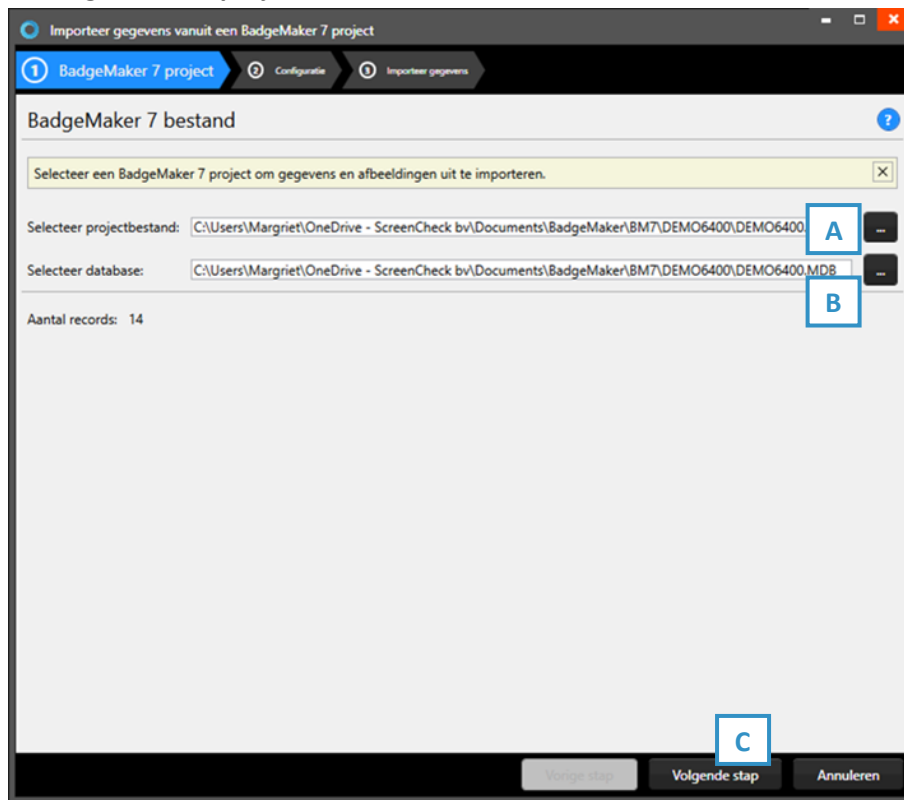 Importeer gegevens vanuit een BadgeMaker 7 project
1 BadgeMaker 7 project 2 Configuratie 3 Importeer gegevens
BadgeMaker 7 bestand ?
Selecteer een BadgeMaker 7 project om gegevens en afbeeldingen uit te importeren.
Selecteer projectbestand: C:\Users\Margriet\OneDrive - ScreenCheck bv\Documents\BadgeMaker\BM7\DEMO6400\DEMO6400. A ...
Selecteer database: C:\Users\Margriet\OneDrive - ScreenCheck bv\Documents\BadgeMaker\BM7\DEMO6400\DEMO6400.MDB ...
B
Aantal records: 14
C
Vorige stap Volgende stap Annuleren